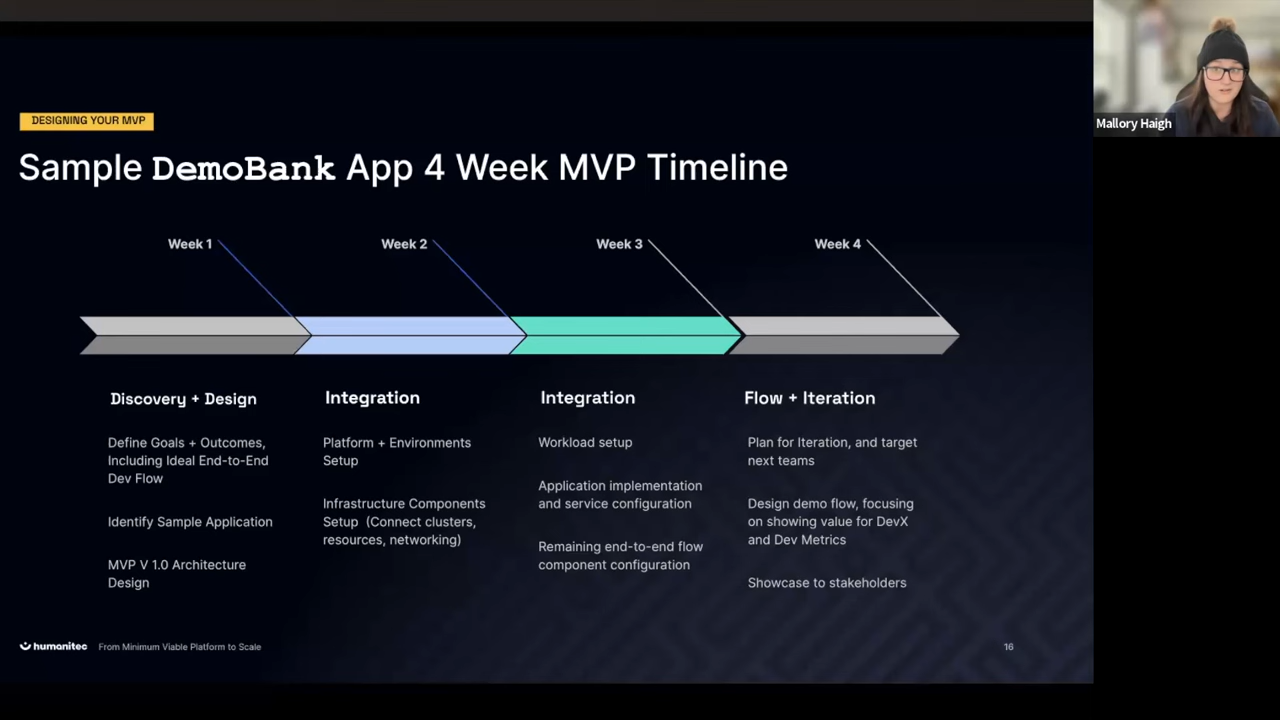 DESIGNING YOUR MVP
Sample DemoBank App 4 Week MVP Timeline
Week 1
Week 2
Week 3
Week 4
Discovery + Design
Define Goals + Outcomes,
Including Ideal End-to-End
Dev Flow
Identify Sample Application
MVP V 1.0 Architecture
Design
Integration
Platform + Environments
Setup
Infrastructure Components
Setup (Connect clusters,
resources, networking)
Integration
Workload setup
Application implementation
and service configuration
Remaining end-to-end flow
component configuration
Flow + Iteration
Plan for Iteration, and target
next teams
Design demo flow, focusing
on showing value for DevX
and Dev Metrics
Showcase to stakeholders
humanitec
From Minimum Viable Platform to Scale
16
Mallory Haigh